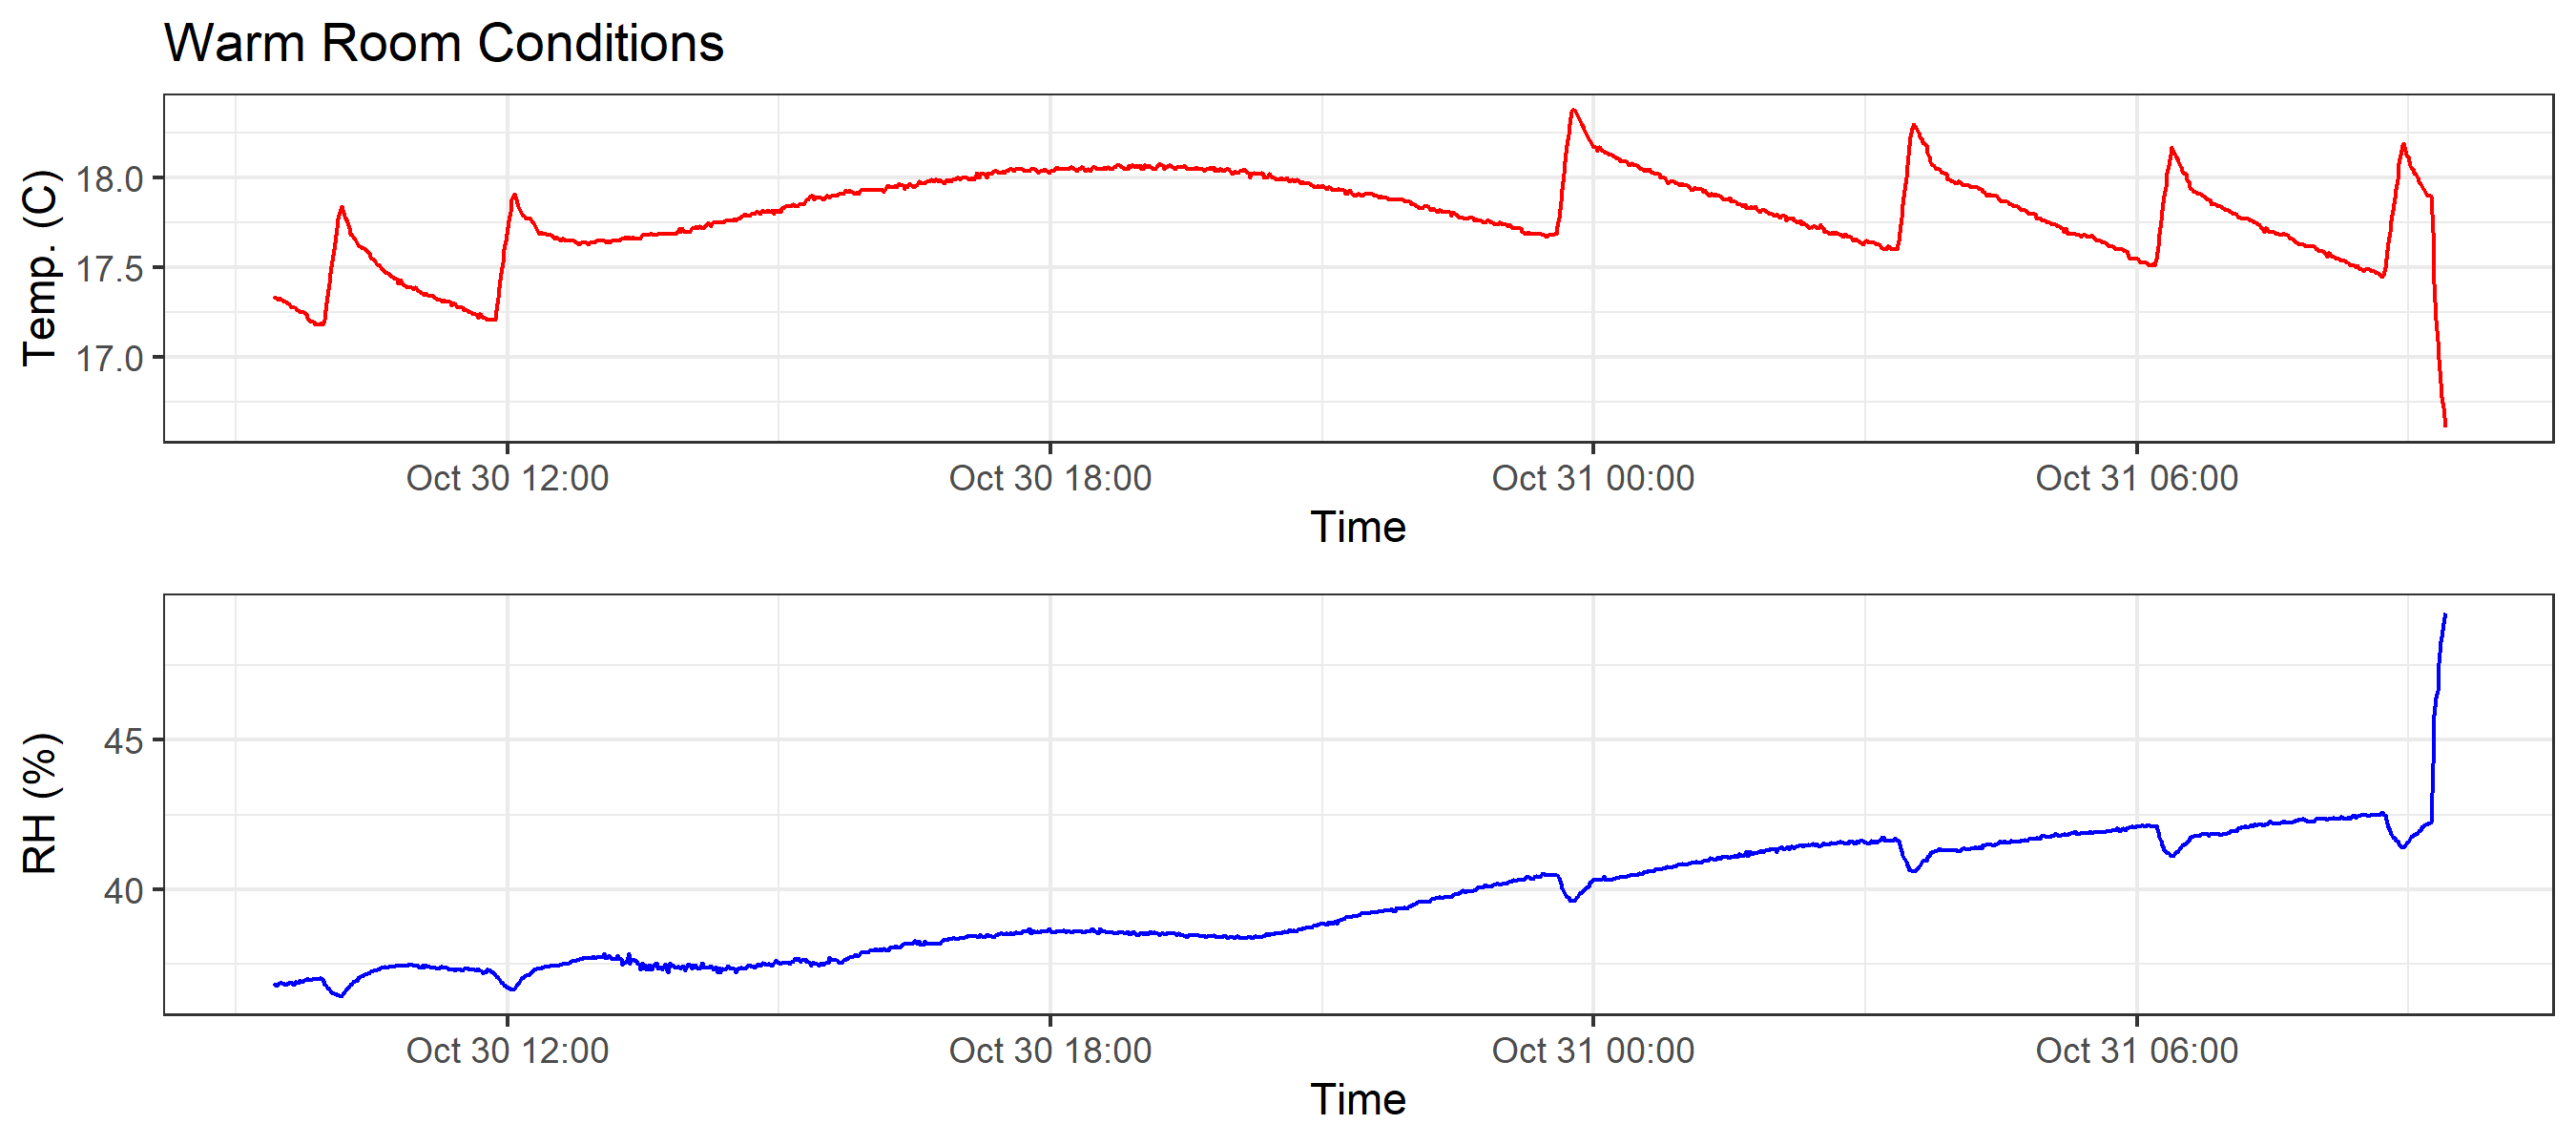 Warm Room Conditions
Temp. (C)
18.0
17.5
17.0
Oct 30 12:00 Oct 30 18:00 Oct 31 00:00 Oct 31 06:00
Time
RH (%)
45
40
Oct 30 12:00 Oct 30 18:00 Oct 31 00:00 Oct 31 06:00
Time